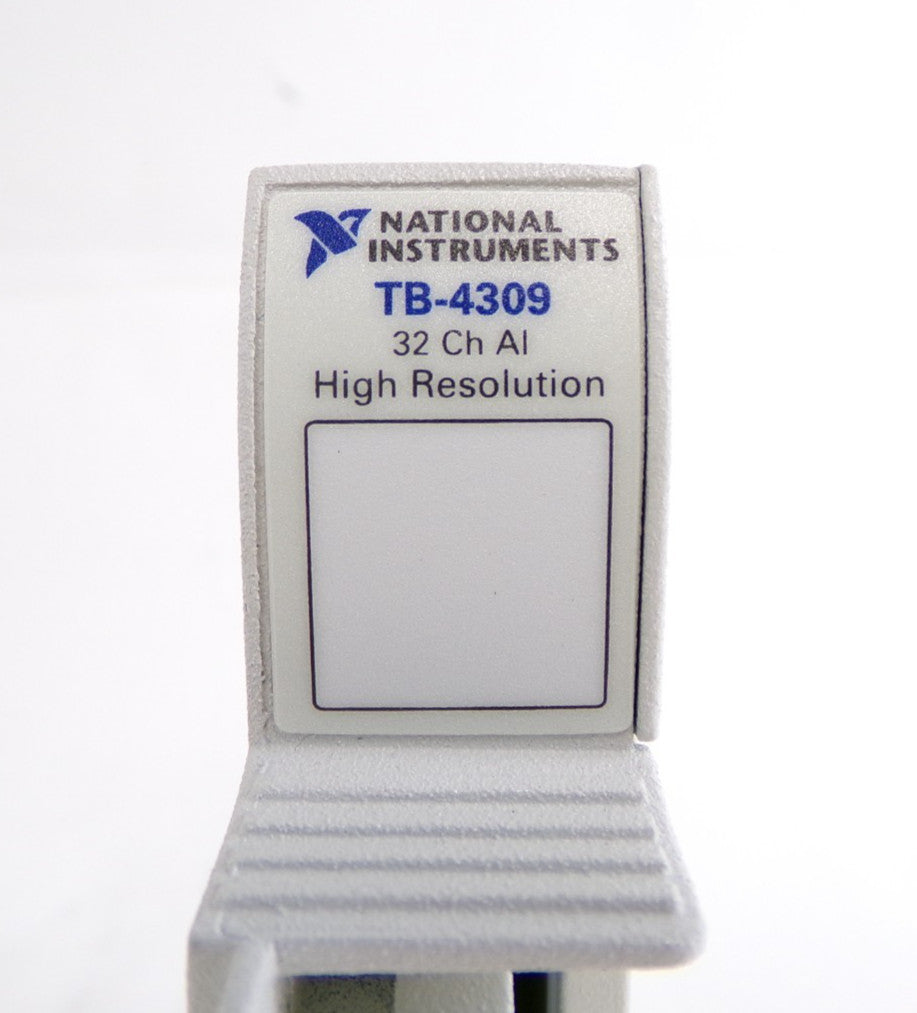 NATIONAL
INSTRUMENTS
TB-4309
32 Ch AI
High Resolution